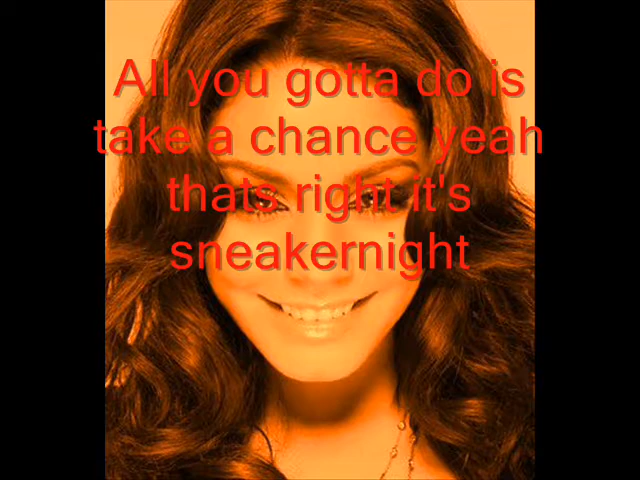 All you gotta do is
take a chance yeah
thats right it's
sneakernight